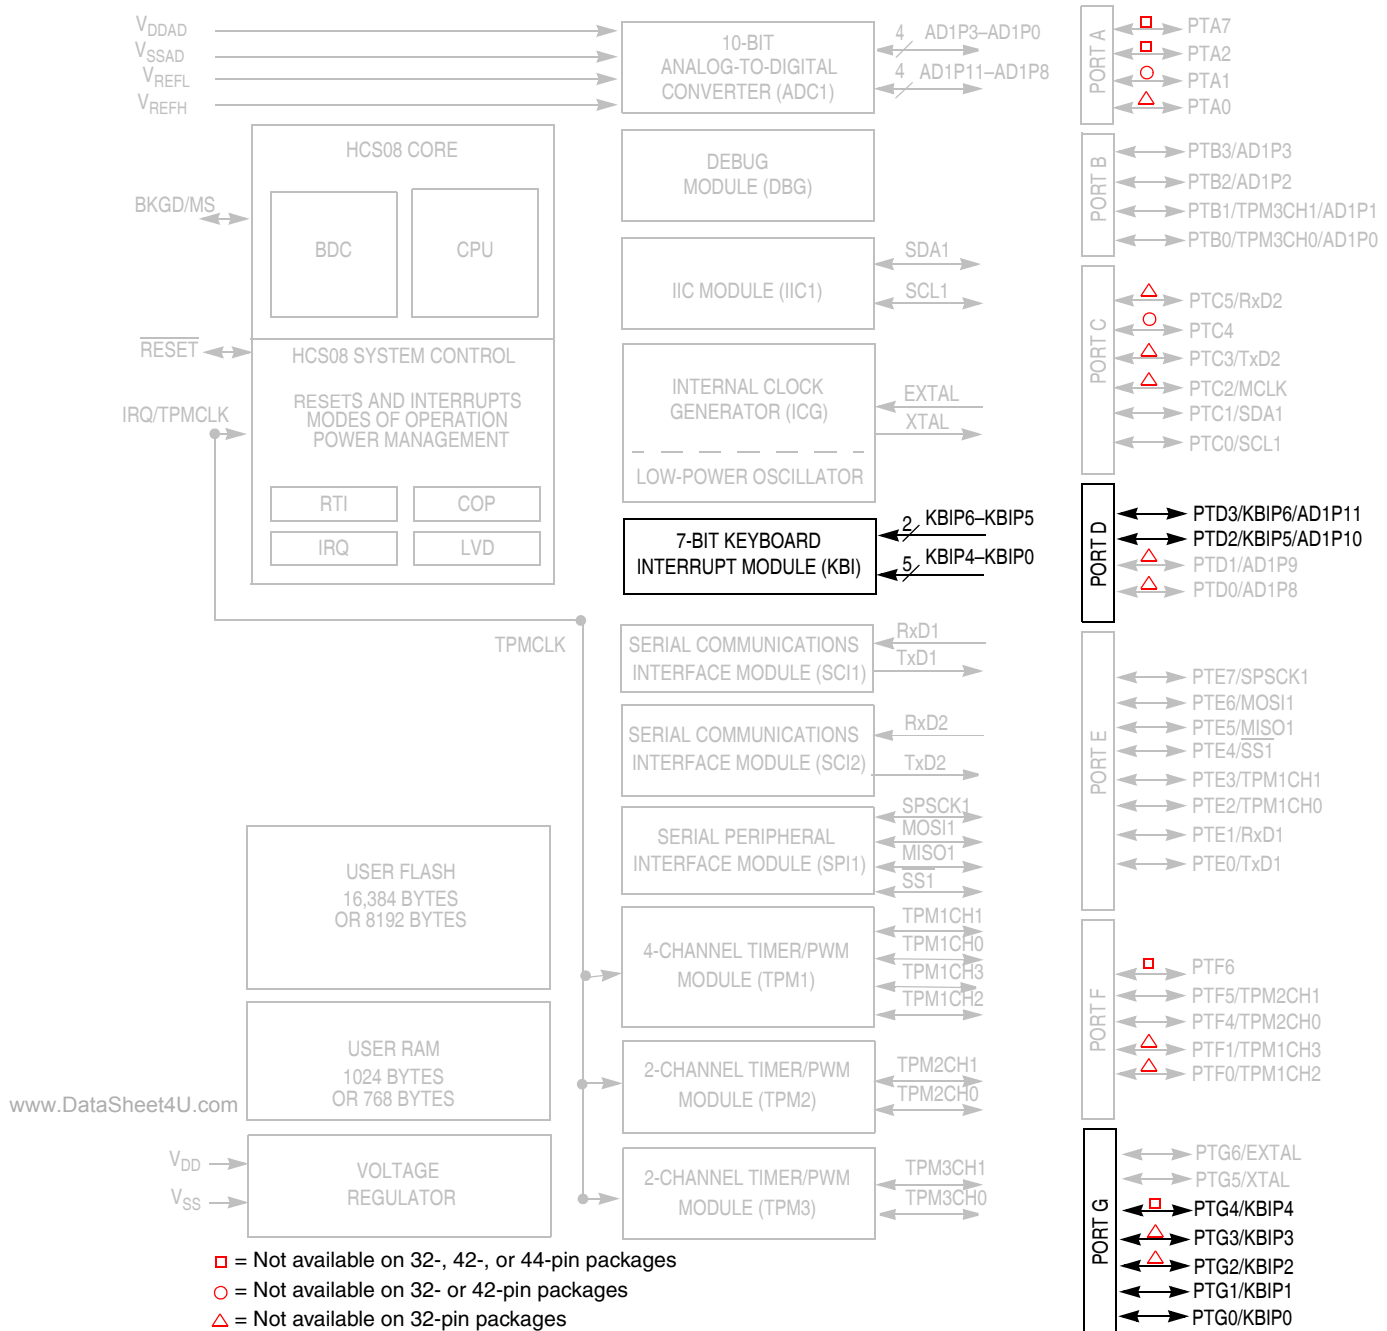 V_DDAD
V_SSAD
V_REFL
V_REFH
10-BIT
ANALOG-TO-DIGITAL
CONVERTER (ADC1)
4 AD1P3–AD1P0
4 AD1P11–AD1P8
HCS08 CORE
BDC
CPU
BKGD/MS
RESET
IRQ/TPMCLK
HCS08 SYSTEM CONTROL
RESETS AND INTERRUPTS
MODES OF OPERATION
POWER MANAGEMENT
RTI
COP
IRQ
LVD
TPMCLK
DEBUG
MODULE (DBG)
IIC MODULE (IIC1)
SDA1
SCL1
INTERNAL CLOCK
GENERATOR (ICG)
LOW-POWER OSCILLATOR
EXTAL
XTAL
7-BIT KEYBOARD
INTERRUPT MODULE (KBI)
2 KBIP6–KBIP5
5 KBIP4–KBIP0
SERIAL COMMUNICATIONS
INTERFACE MODULE (SCI1)
RxD1
TxD1
SERIAL COMMUNICATIONS
INTERFACE MODULE (SCI2)
RxD2
TxD2
SERIAL PERIPHERAL
INTERFACE MODULE (SPI1)
SPSCK1
MOSI1
MISO1
SS1
4-CHANNEL TIMER/PWM
MODULE (TPM1)
TPM1CH1
TPM1CH0
TPM1CH3
TPM1CH2
2-CHANNEL TIMER/PWM
MODULE (TPM2)
TPM2CH1
TPM2CH0
2-CHANNEL TIMER/PWM
MODULE (TPM3)
TPM3CH1
TPM3CH0
USER FLASH
16,384 BYTES
OR 8192 BYTES
USER RAM
1024 BYTES
OR 768 BYTES
www.DataSheet4U.com
V_DD
V_SS
VOLTAGE
REGULATOR
PORT A
PTA7
PTA2
PTA1
PTA0
PORT B
PTB3/AD1P3
PTB2/AD1P2
PTB1/TPM3CH1/AD1P1
PTB0/TPM3CH0/AD1P0
PORT C
PTC5/RxD2
PTC4
PTC3/TxD2
PTC2/MCLK
PTC1/SDA1
PTC0/SCL1
PORT D
PTD3/KBIP6/AD1P11
PTD2/KBIP5/AD1P10
PTD1/AD1P9
PTD0/AD1P8
PORT E
PTE7/SPSCK1
PTE6/MOSI1
PTE5/MISO1
PTE4/SS1
PTE3/TPM1CH1
PTE2/TPM1CH0
PTE1/RxD1
PTE0/TxD1
PORT F
PTF6
PTF5/TPM2CH1
PTF4/TPM2CH0
PTF1/TPM1CH3
PTF0/TPM1CH2
PORT G
PTG6/EXTAL
PTG5/XTAL
PTG4/KBIP4
PTG3/KBIP3
PTG2/KBIP2
PTG1/KBIP1
PTG0/KBIP0
= Not available on 32-, 42-, or 44-pin packages
= Not available on 32- or 42-pin packages
= Not available on 32-pin packages